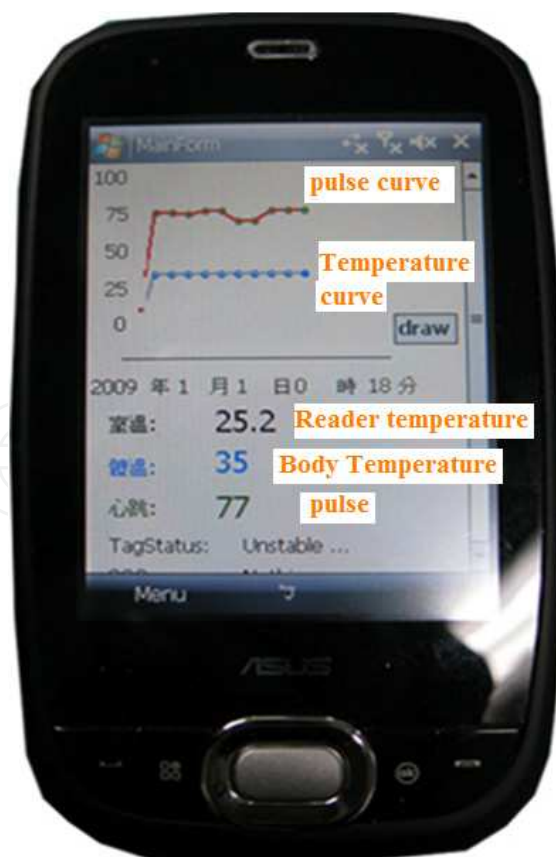 MainForm
100
pulse curve
75
50
Temperature
curve
25
0
draw
2009 年 1 月 1 日 0 時 18 分
室溫: 25.2 Reader temperature
體溫: 35 Body Temperature
心跳: 77 pulse
TagStatus: Unstable ...
Menu
ASUS
ok